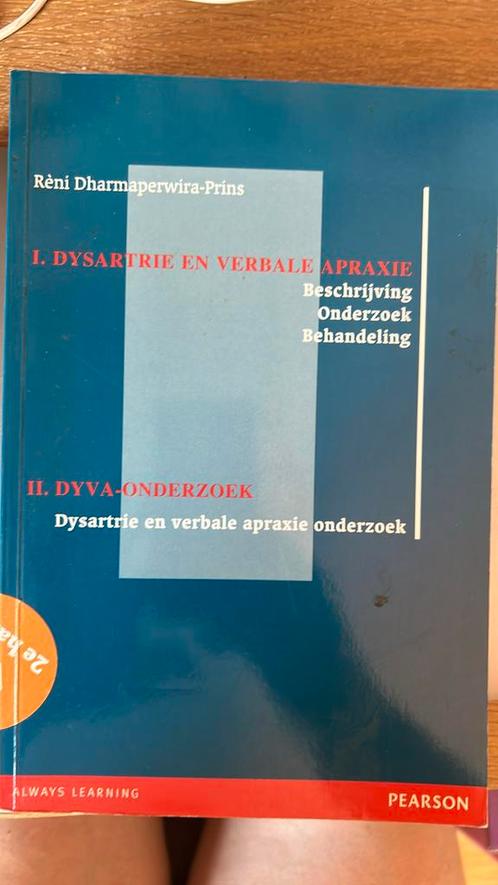 Rèni Dharmaperwira-Prins
I. DYSARTRIE EN VERBALE APRAXIE
Beschrijving
Onderzoek
Behandeling
II. DYVA-ONDERZOEK
Dysartrie en verbale apraxie onderzoek
2e
ALWAYS LEARNING
PEARSON